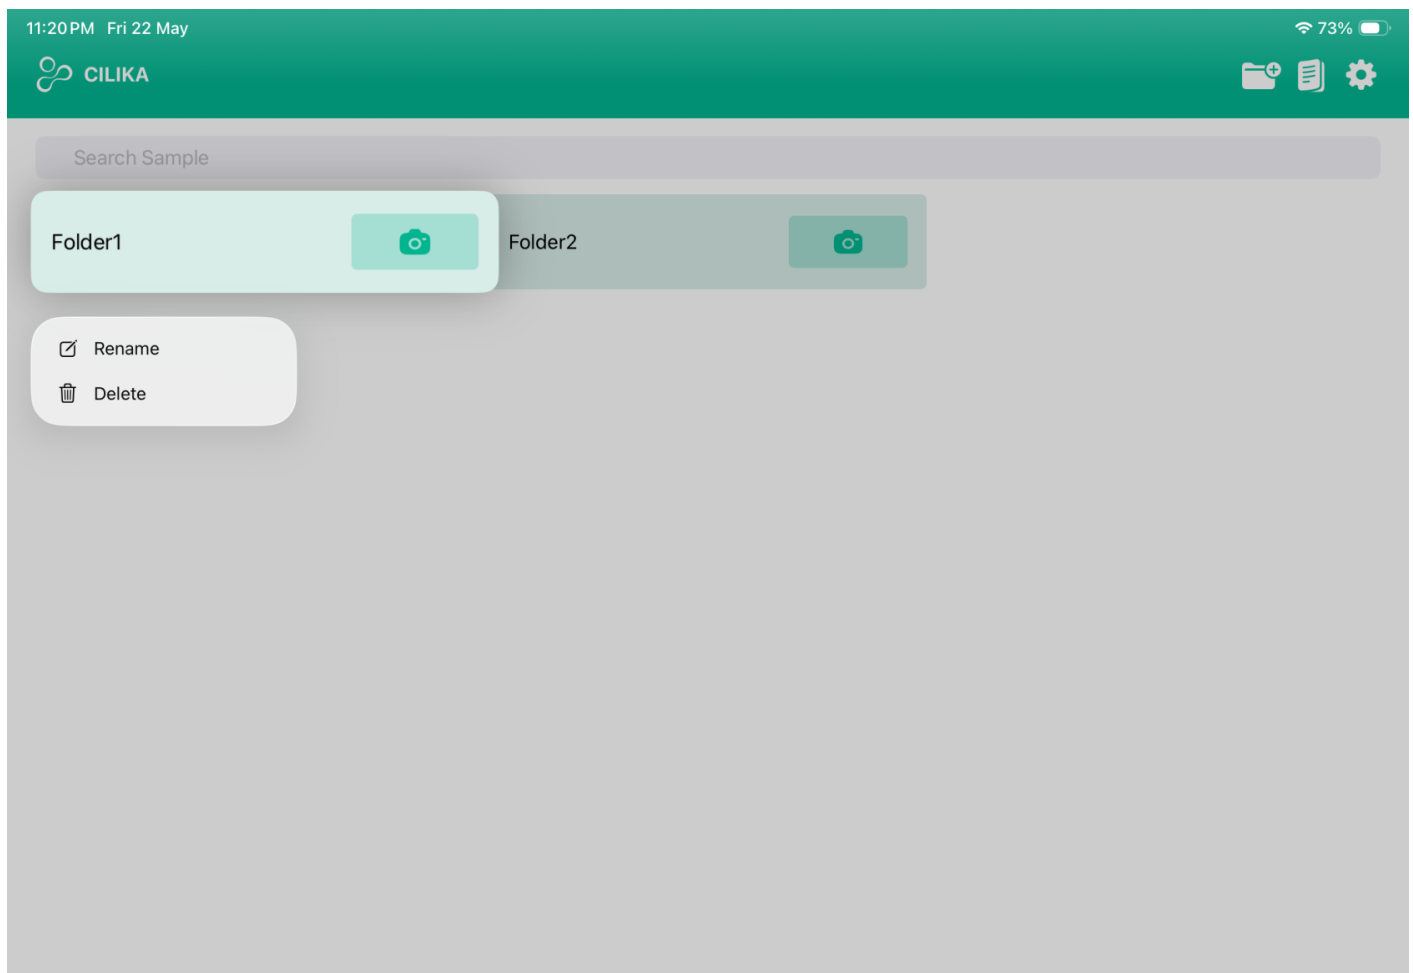 11:20 PM Fri 22 May 73%
CILIKA
Search Sample
Folder1 Folder2
Rename
Delete